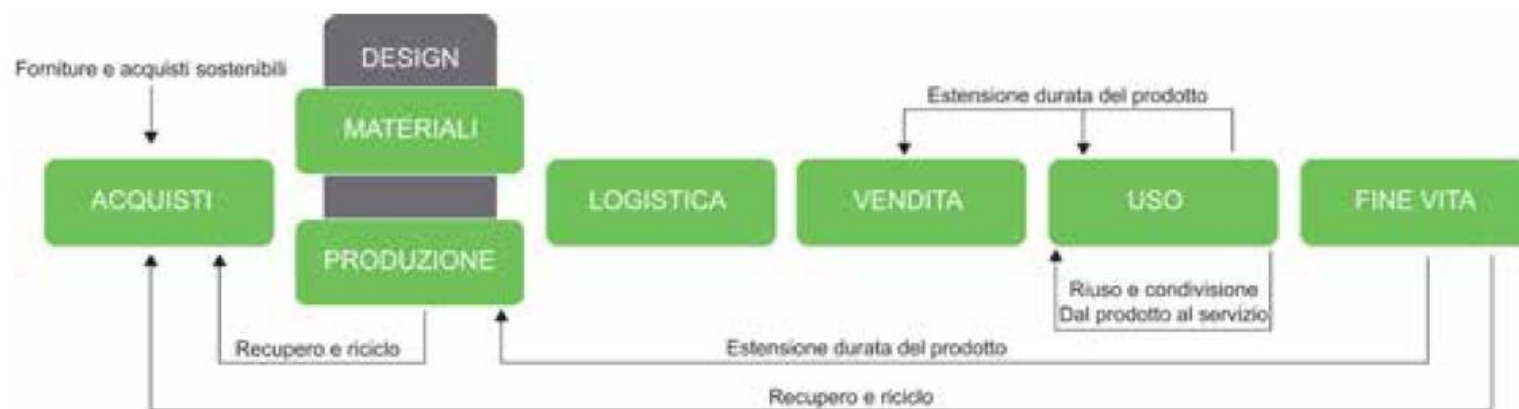 DESIGN
Forniture e acquisti sostenibili
MATERIALI
Estensione durata del prodotto
ACQUISTI
LOGISTICA
VENDITA
USO
FINE VITA
PRODUZIONE
Riuso e condivisione
Dal prodotto al servizio
Recupero e riciclo
Estensione durata del prodotto
Recupero e riciclo